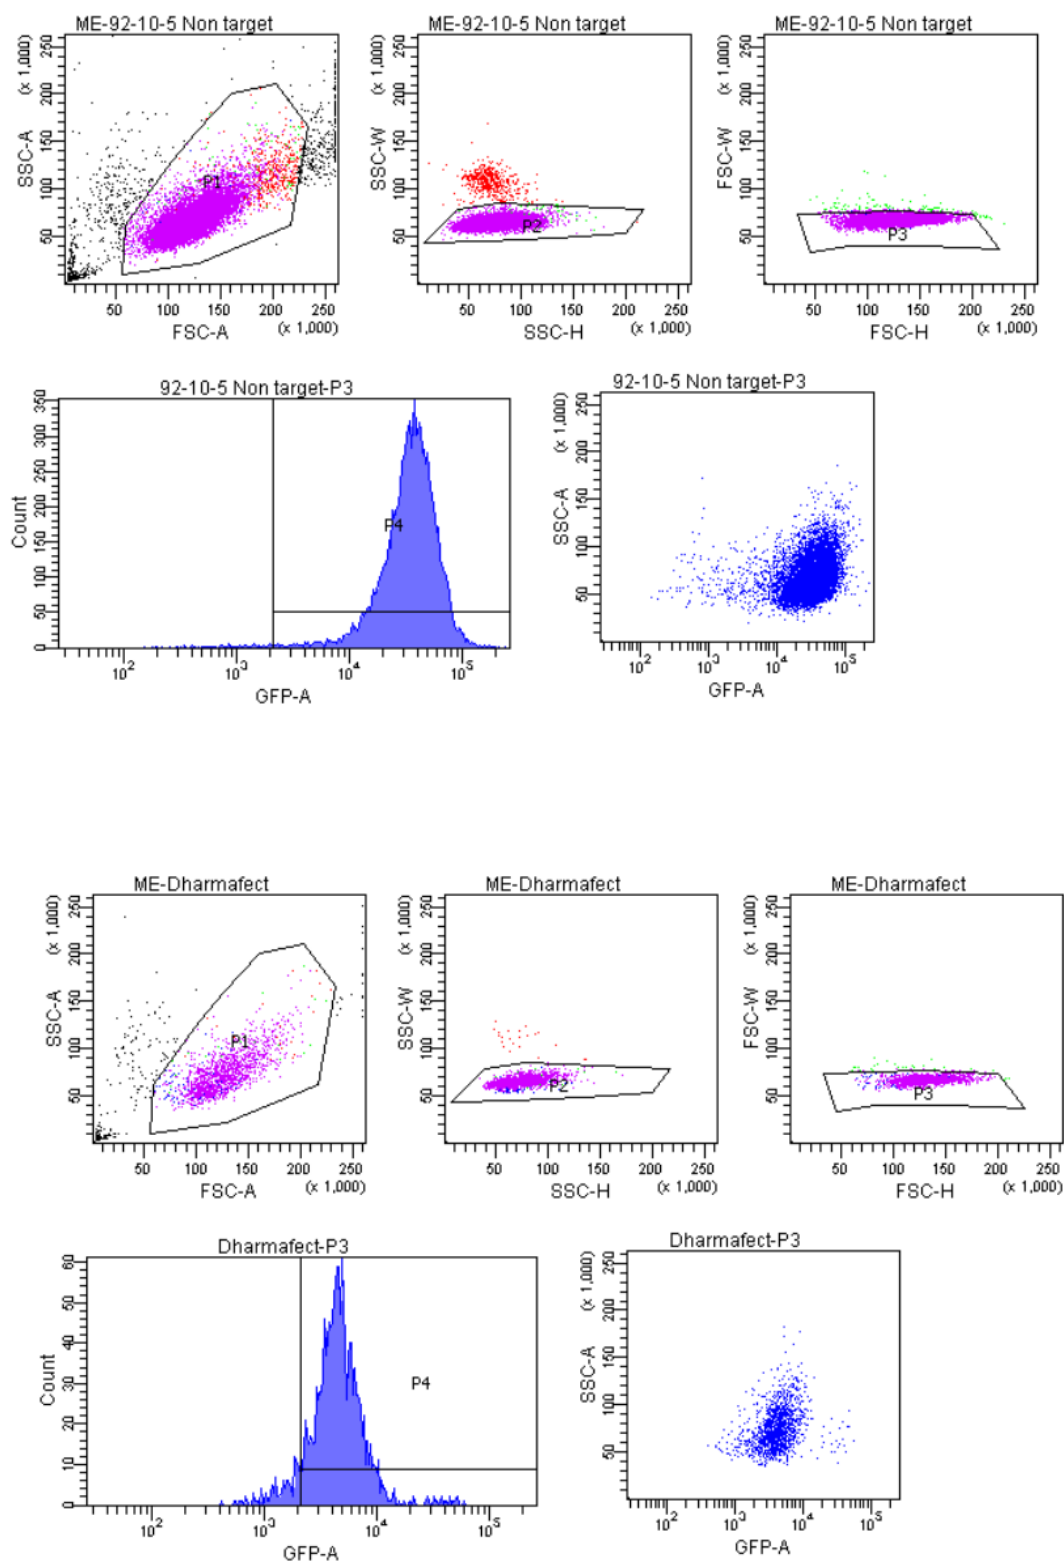 ME-92-10-5 Non target
ME-92-10-5 Non target
ME-92-10-5 Non target
SSC-A
(x 1,000)
50 100 150 200 250
P1
50 100 150 200 250
FSC-A
(x 1,000)
SSC-W
(x 1,000)
50 100 150 200 250
P2
50 100 150 200 250
SSC-H
(x 1,000)
FSC-W
(x 1,000)
50 100 150 200 250
P3
50 100 150 200 250
FSC-H
(x 1,000)
92-10-5 Non target-P3
Count
0 50 100 150 200 250 300 350
P4
10² 10³ 10⁴ 10⁵
GFP-A
92-10-5 Non target-P3
SSC-A
(x 1,000)
50 100 150 200 250
10² 10³ 10⁴ 10⁵
GFP-A
ME-Dharmafect
ME-Dharmafect
ME-Dharmafect
SSC-A
(x 1,000)
50 100 150 200 250
P1
50 100 150 200 250
FSC-A
(x 1,000)
SSC-W
(x 1,000)
50 100 150 200 250
P2
50 100 150 200 250
SSC-H
(x 1,000)
FSC-W
(x 1,000)
50 100 150 200 250
P3
50 100 150 200 250
FSC-H
(x 1,000)
Dharmafect-P3
Count
0 10 20 30 40 50 60
P4
10² 10³ 10⁴ 10⁵
GFP-A
Dharmafect-P3
SSC-A
(x 1,000)
50 100 150 200 250
10² 10³ 10⁴ 10⁵
GFP-A